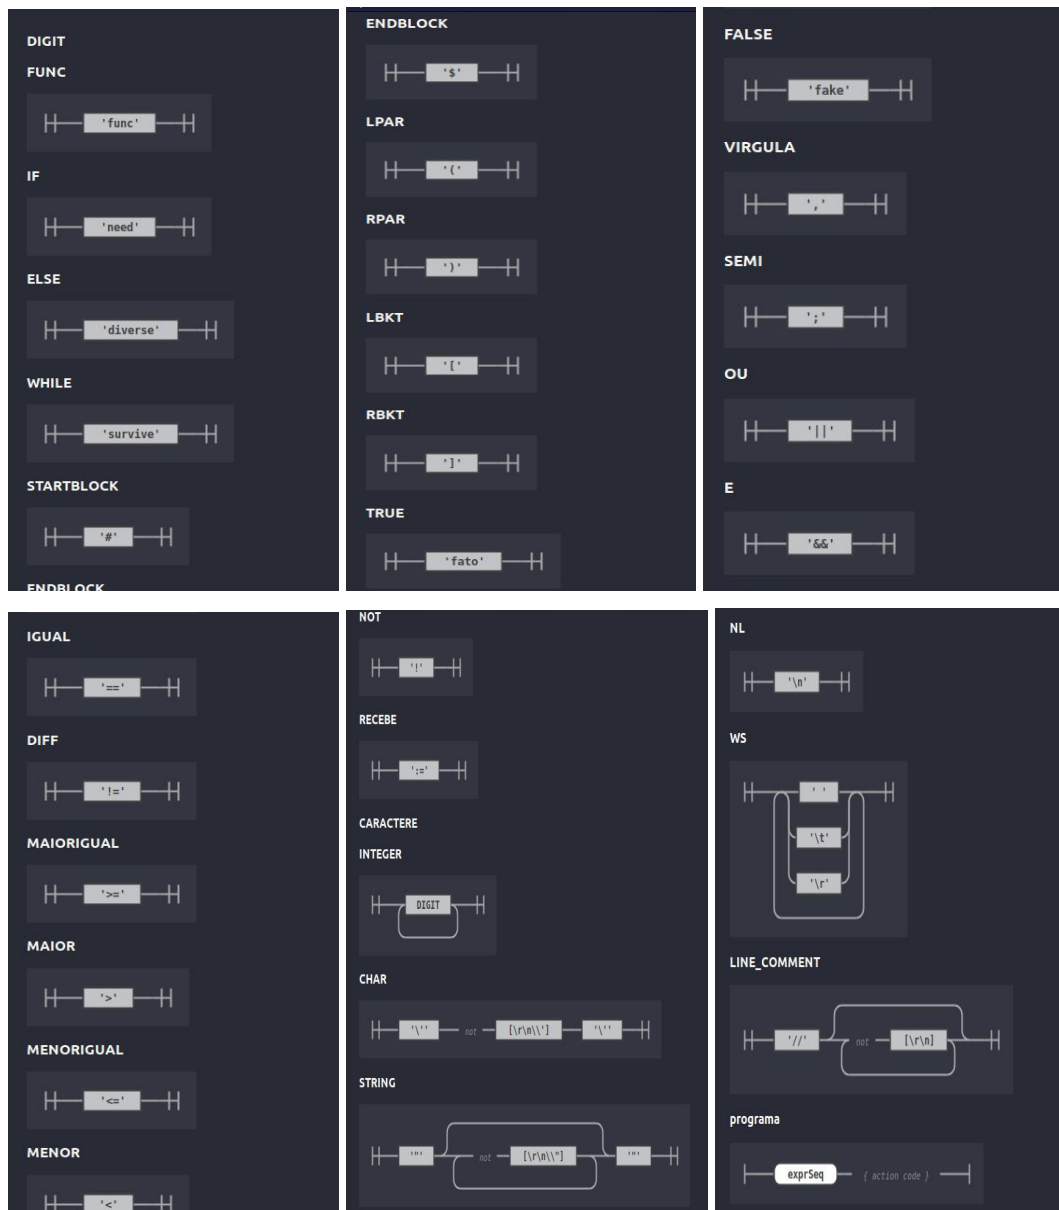 DIGIT
FUNC
'func'
IF
'need'
ELSE
'diverse'
WHILE
'survive'
STARTBLOCK
'#'
ENDBLOCK
ENDBLOCK
'$'
LPAR
'('
RPAR
')'
LBKT
'['
RBKT
']'
TRUE
'fato'
FALSE
'fake'
VIRGULA
','
SEMI
';'
OU
'||'
E
'&&'
IGUAL
'=='
DIFF
'!='
MAIORIGUAL
'>='
MAIOR
'>'
MENORIGUAL
'<='
MENOR
'<'
NOT
'!'
RECEBE
':='
CARACTERE
INTEGER
DIGIT
CHAR
'\'' not [\r\n\\'] '\''
STRING
'"' not [\r\n\\"] '"'
NL
'\n'
WS
' '
'\t'
'\r'
LINE_COMMENT
'//' not [\r\n]
programa
exprSeq { action code }